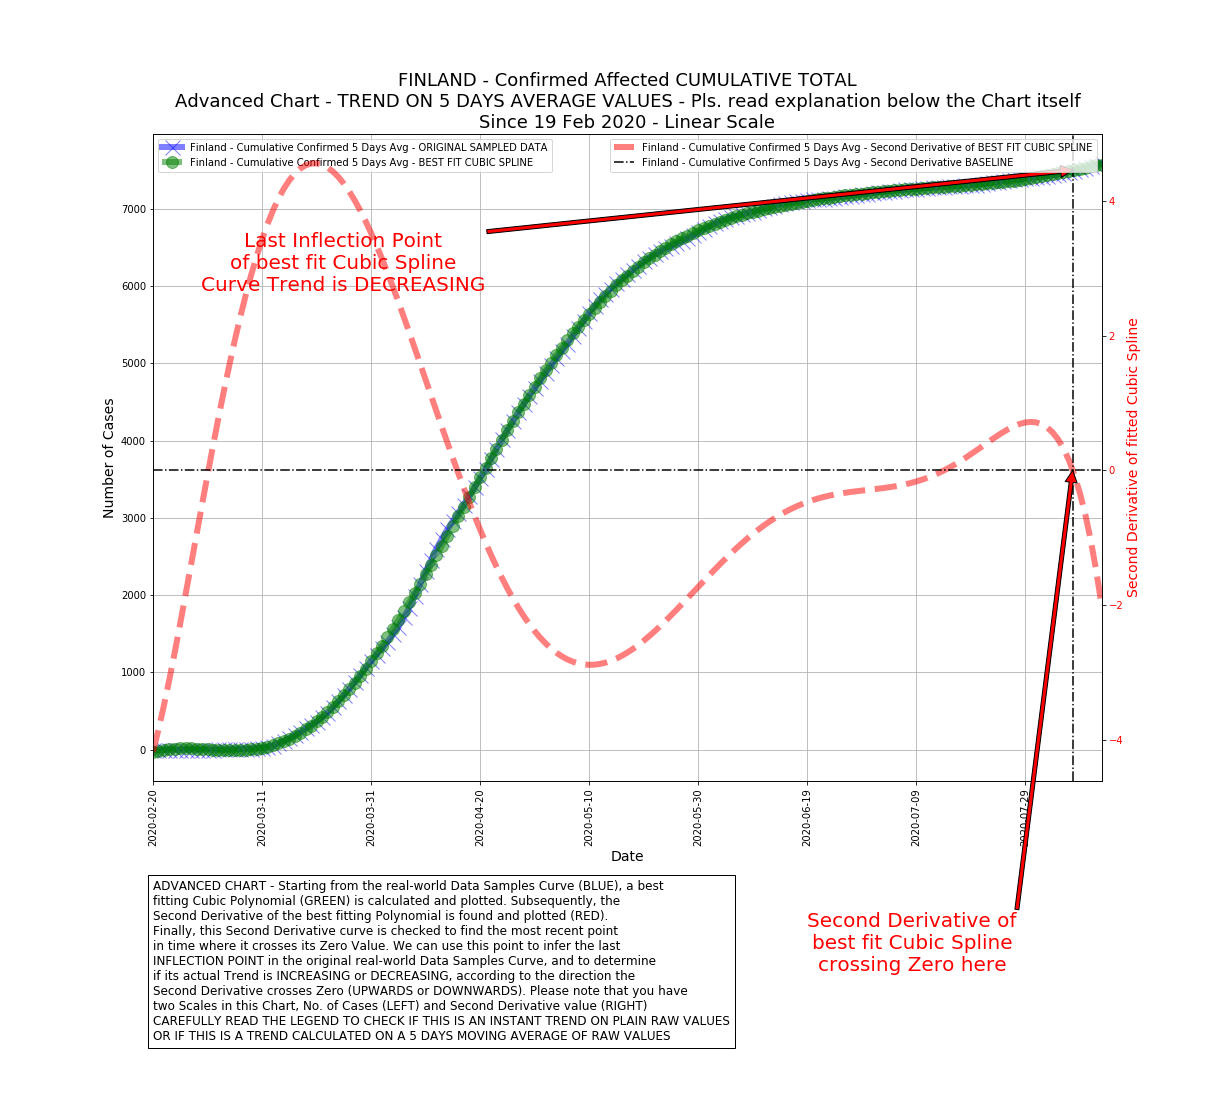 FINLAND - Confirmed Affected CUMULATIVE TOTAL
Advanced Chart - TREND ON 5 DAYS AVERAGE VALUES - Pls. read explanation below the Chart itself
Since 19 Feb 2020 - Linear Scale
Finland - Cumulative Confirmed 5 Days Avg - ORIGINAL SAMPLED DATA
Finland - Cumulative Confirmed 5 Days Avg - BEST FIT CUBIC SPLINE
Finland - Cumulative Confirmed 5 Days Avg - Second Derivative of BEST FIT CUBIC SPLINE
Finland - Cumulative Confirmed 5 Days Avg - Second Derivative BASELINE
Last Inflection Point
of best fit Cubic Spline
Curve Trend is DECREASING
Number of Cases
7000
6000
5000
4000
3000
2000
1000
0
4
2
0
−2
−4
Second Derivative of fitted Cubic Spline
2020-02-20
2020-03-11
2020-03-31
2020-04-20
2020-05-10
2020-05-30
2020-06-19
2020-07-09
2020-07-29
Date
Second Derivative of
best fit Cubic Spline
crossing Zero here
ADVANCED CHART - Starting from the real-world Data Samples Curve (BLUE), a best
fitting Cubic Polynomial (GREEN) is calculated and plotted. Subsequently, the
Second Derivative of the best fitting Polynomial is found and plotted (RED).
Finally, this Second Derivative curve is checked to find the most recent point
in time where it crosses its Zero Value. We can use this point to infer the last
INFLECTION POINT in the original real-world Data Samples Curve, and to determine
if its actual Trend is INCREASING or DECREASING, according to the direction the
Second Derivative crosses Zero (UPWARDS or DOWNWARDS). Please note that you have
two Scales in this Chart, No. of Cases (LEFT) and Second Derivative value (RIGHT)
CAREFULLY READ THE LEGEND TO CHECK IF THIS IS AN INSTANT TREND ON PLAIN RAW VALUES
OR IF THIS IS A TREND CALCULATED ON A 5 DAYS MOVING AVERAGE OF RAW VALUES